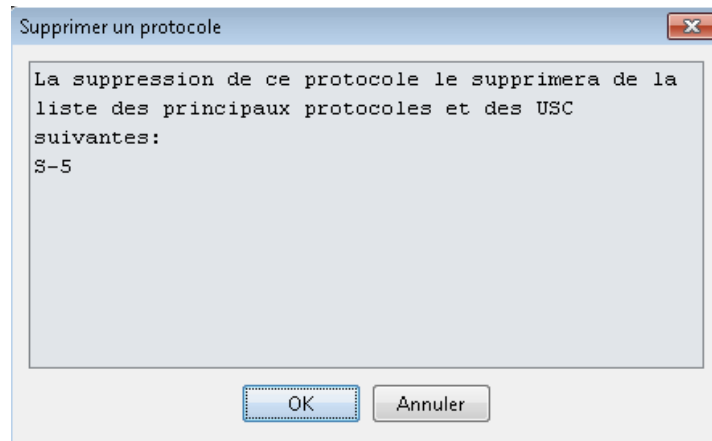 Supprimer un protocole
La suppression de ce protocole le supprimera de la
liste des principaux protocoles et des USC
suivantes:
S-5
OK
Annuler